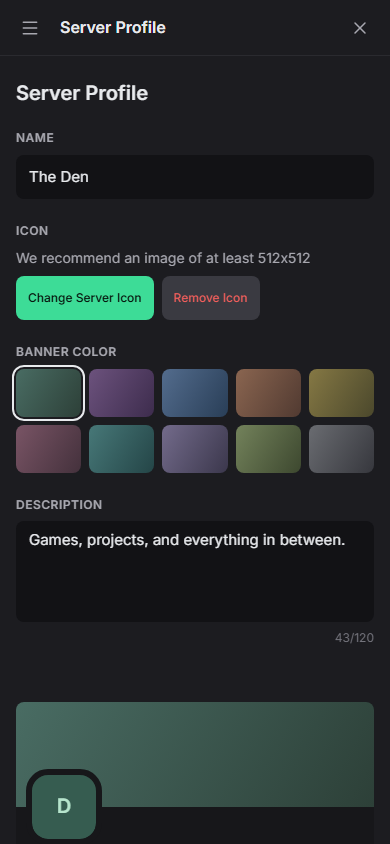 Server Profile
Server Profile
NAME
The Den
ICON
We recommend an image of at least 512x512
Change Server Icon
Remove Icon
BANNER COLOR
DESCRIPTION
Games, projects, and everything in between.
43/120
D